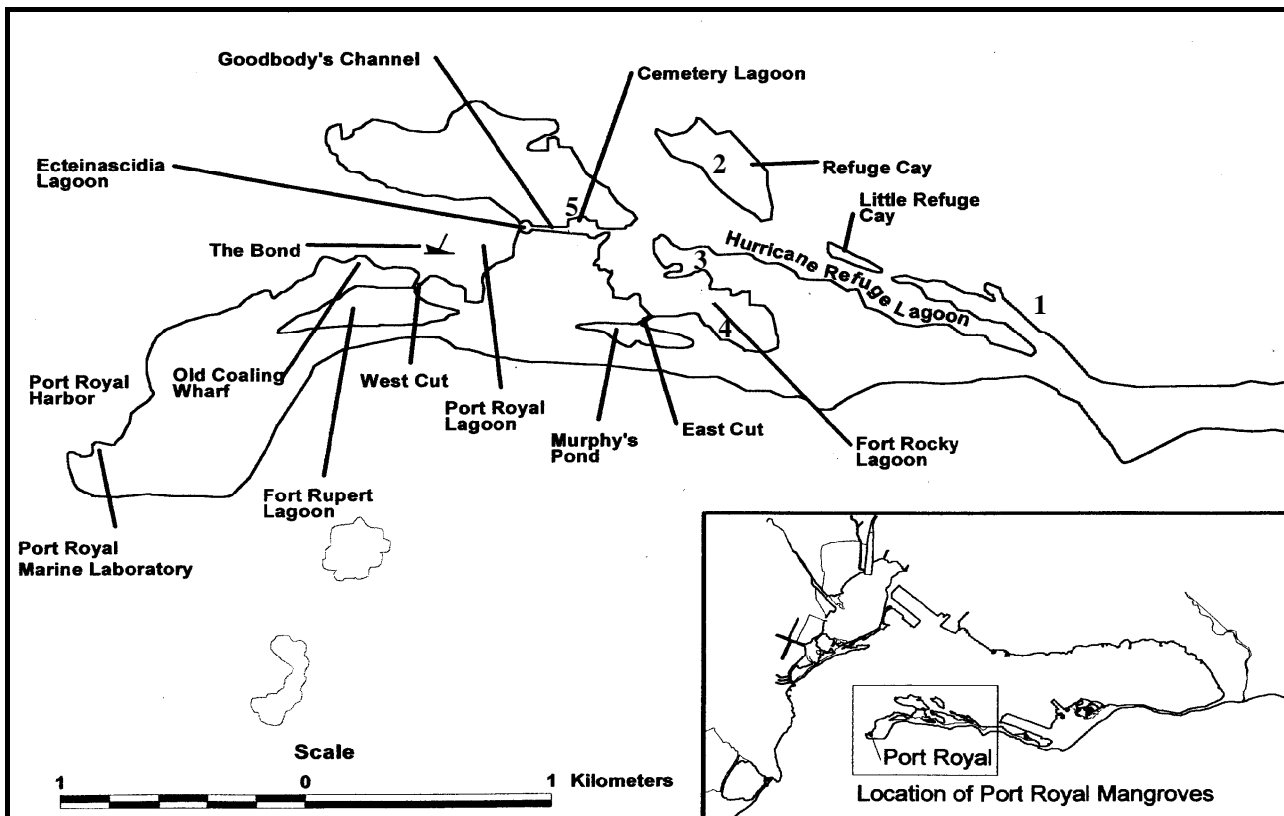 Goodbody's Channel
Cemetery Lagoon
Ecteinascidia
Lagoon
2
Refuge Cay
Little Refuge
Cay
5
The Bond
3
Hurricane Refuge Lagoon
1
4
Port Royal
Harbor
Old Coaling
Wharf
West Cut
Port Royal
Lagoon
Murphy's
Pond
East Cut
Fort Rocky
Lagoon
Fort Rupert
Lagoon
Port Royal
Marine Laboratory
Scale
1 0 1 Kilometers
Port Royal
Location of Port Royal Mangroves